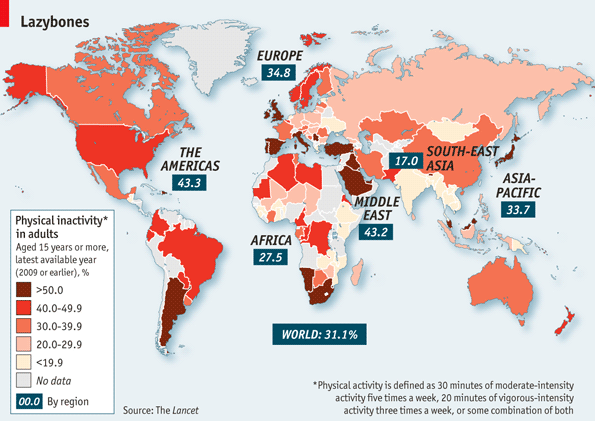 Lazybones
EUROPE
34.8
THE
AMERICAS
43.3
17.0
SOUTH-EAST
ASIA
ASIA-
PACIFIC
33.7
MIDDLE
EAST
43.2
AFRICA
27.5
WORLD: 31.1%
Physical inactivity*
in adults
Aged 15 years or more,
latest available year
(2009 or earlier), %
>50.0
40.0-49.9
30.0-39.9
20.0-29.9
<19.9
No data
00.0 By region
Source: The Lancet
*Physical activity is defined as 30 minutes of moderate-intensity
activity five times a week, 20 minutes of vigorous-intensity
activity three times a week, or some combination of both